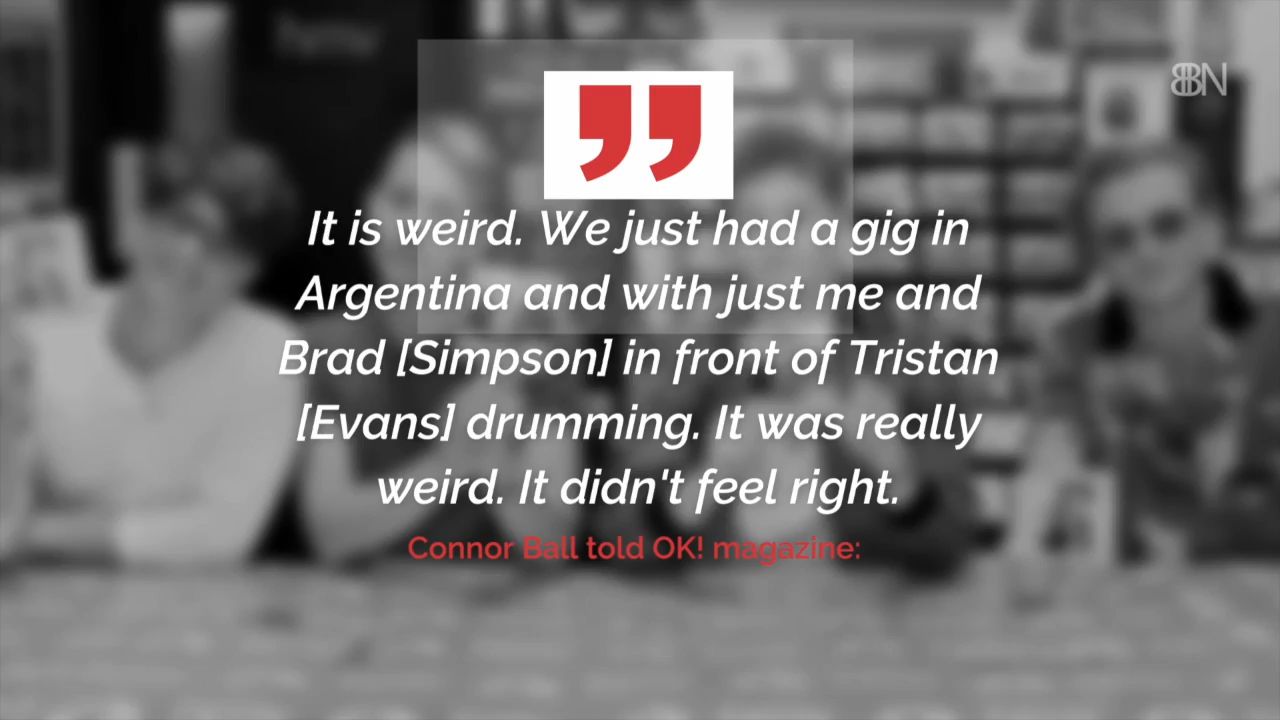 BBN
It is weird. We just had a gig in
Argentina and with just me and
Brad [Simpson] in front of Tristan
[Evans] drumming. It was really
weird. It didn't feel right.
Connor Ball told OK! magazine: